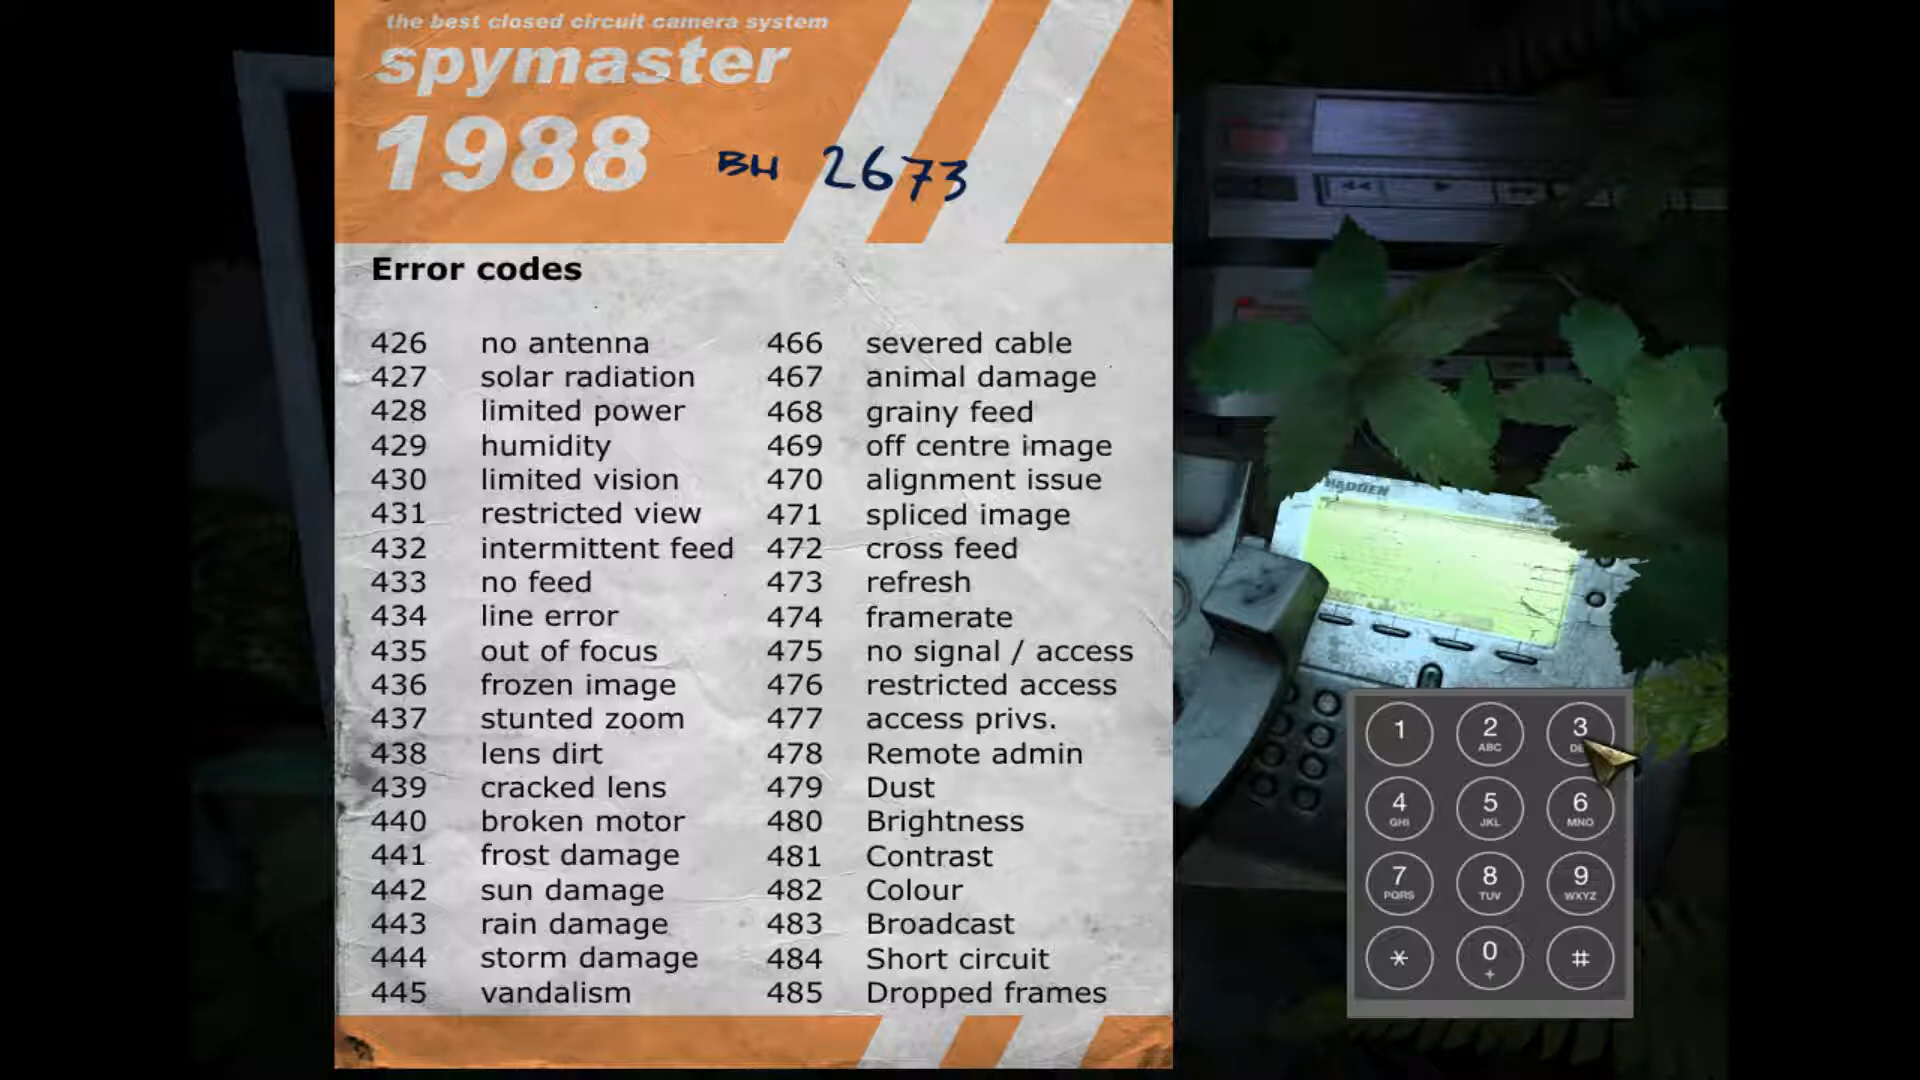 the best closed circuit camera system
spymaster
1988 BH 2673
Error codes
426 no antenna 466 severed cable
427 solar radiation 467 animal damage
428 limited power 468 grainy feed
429 humidity 469 off centre image
430 limited vision 470 alignment issue
431 restricted view 471 spliced image
432 intermittent feed 472 cross feed
433 no feed 473 refresh
434 line error 474 framerate
435 out of focus 475 no signal / access
436 frozen image 476 restricted access
437 stunted zoom 477 access privs.
438 lens dirt 478 Remote admin
439 cracked lens 479 Dust
440 broken motor 480 Brightness
441 frost damage 481 Contrast
442 sun damage 482 Colour
443 rain damage 483 Broadcast
444 storm damage 484 Short circuit
445 vandalism 485 Dropped frames
HADDEN
1 2 3
ABC
4 5 6
GHI JKL MNO
7 8 9
PQRS TUV WXYZ
* 0 #
+